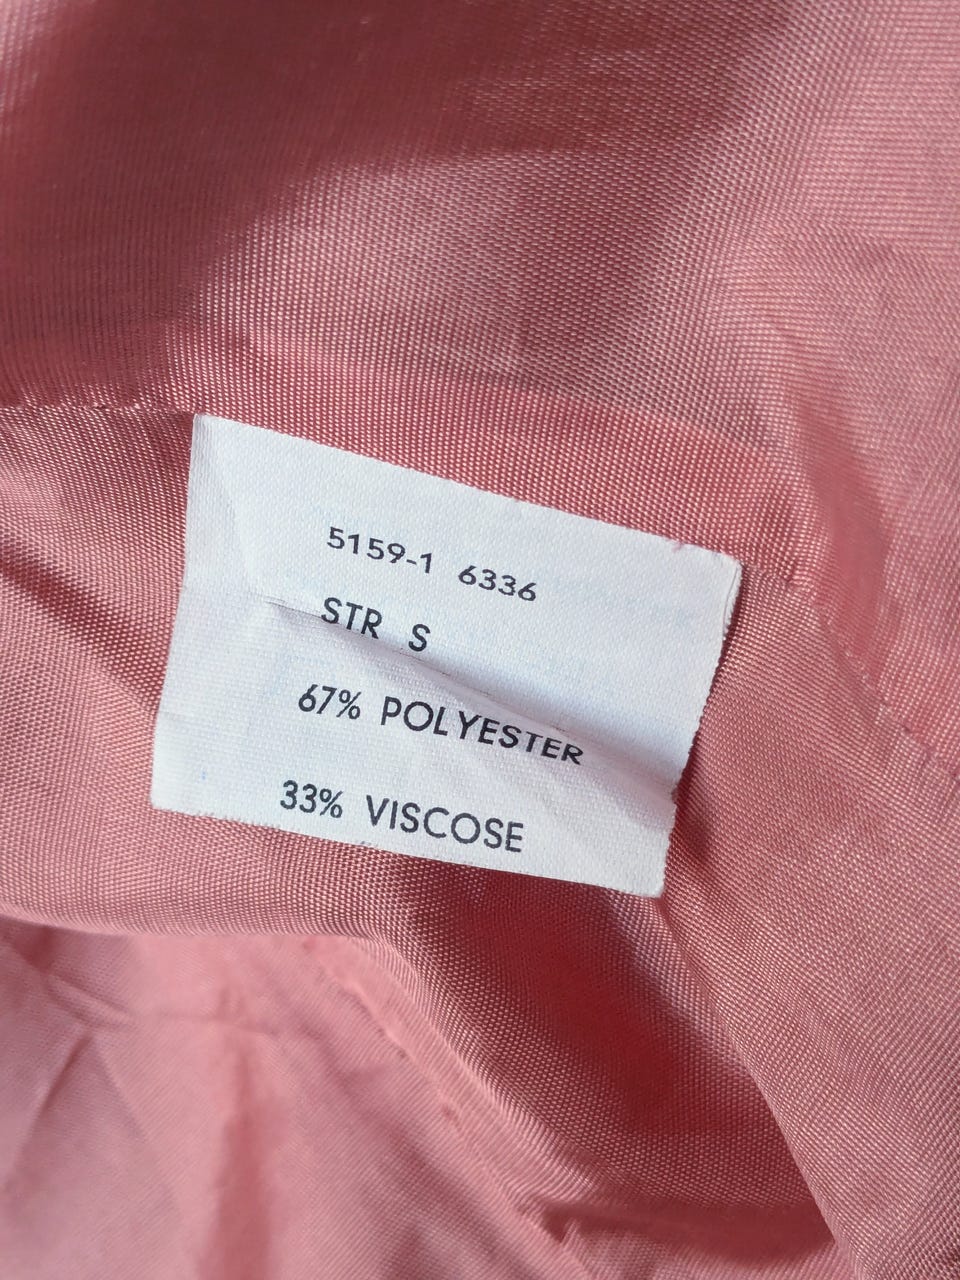 5159-1 6336
STR S
67% POLYESTER
33% VISCOSE